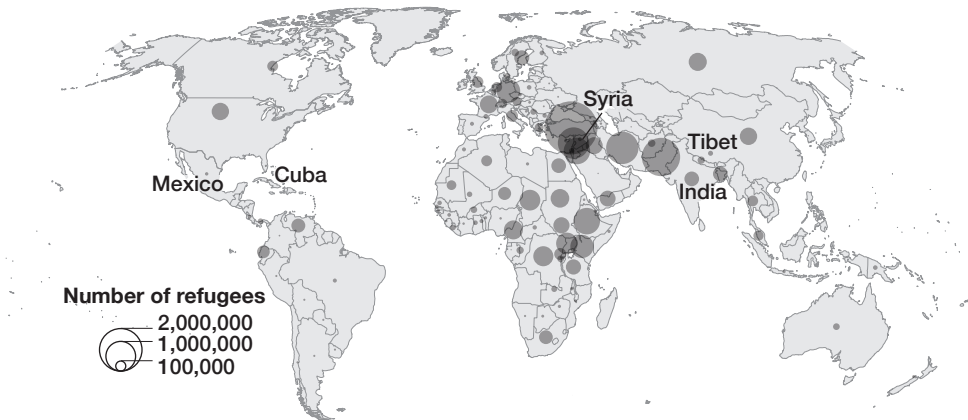 Syria
Tibet
Cuba
Mexico
India
Number of refugees
2,000,000
1,000,000
100,000